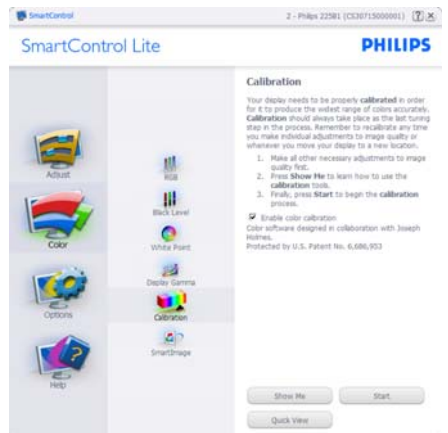 SmartControl
2 - Philips 225B1 (CS30715000001)
SmartControl Lite
PHILIPS
Adjust
Color
Options
Help
RGB
Black Level
White Point
Display Gamma
Calibration
SmartImage
Calibration
Your display needs to be properly calibrated in order
for it to produce the widest range of colors accurately.
Calibration should always take place as the last tuning
step in the process. Remember to recalibrate any time
you make individual adjustments to image quality or
whenever you move your display to a new location.
1. Make all other necessary adjustments to image
quality first.
2. Press Show Me to learn how to use the
calibration tools.
3. Finally, press Start to begin the calibration
process.
Enable color calibration
Color software designed in collaboration with Joseph
Holmes.
Protected by U.S. Patent No. 6,686,953
Show Me
Start
Quick View